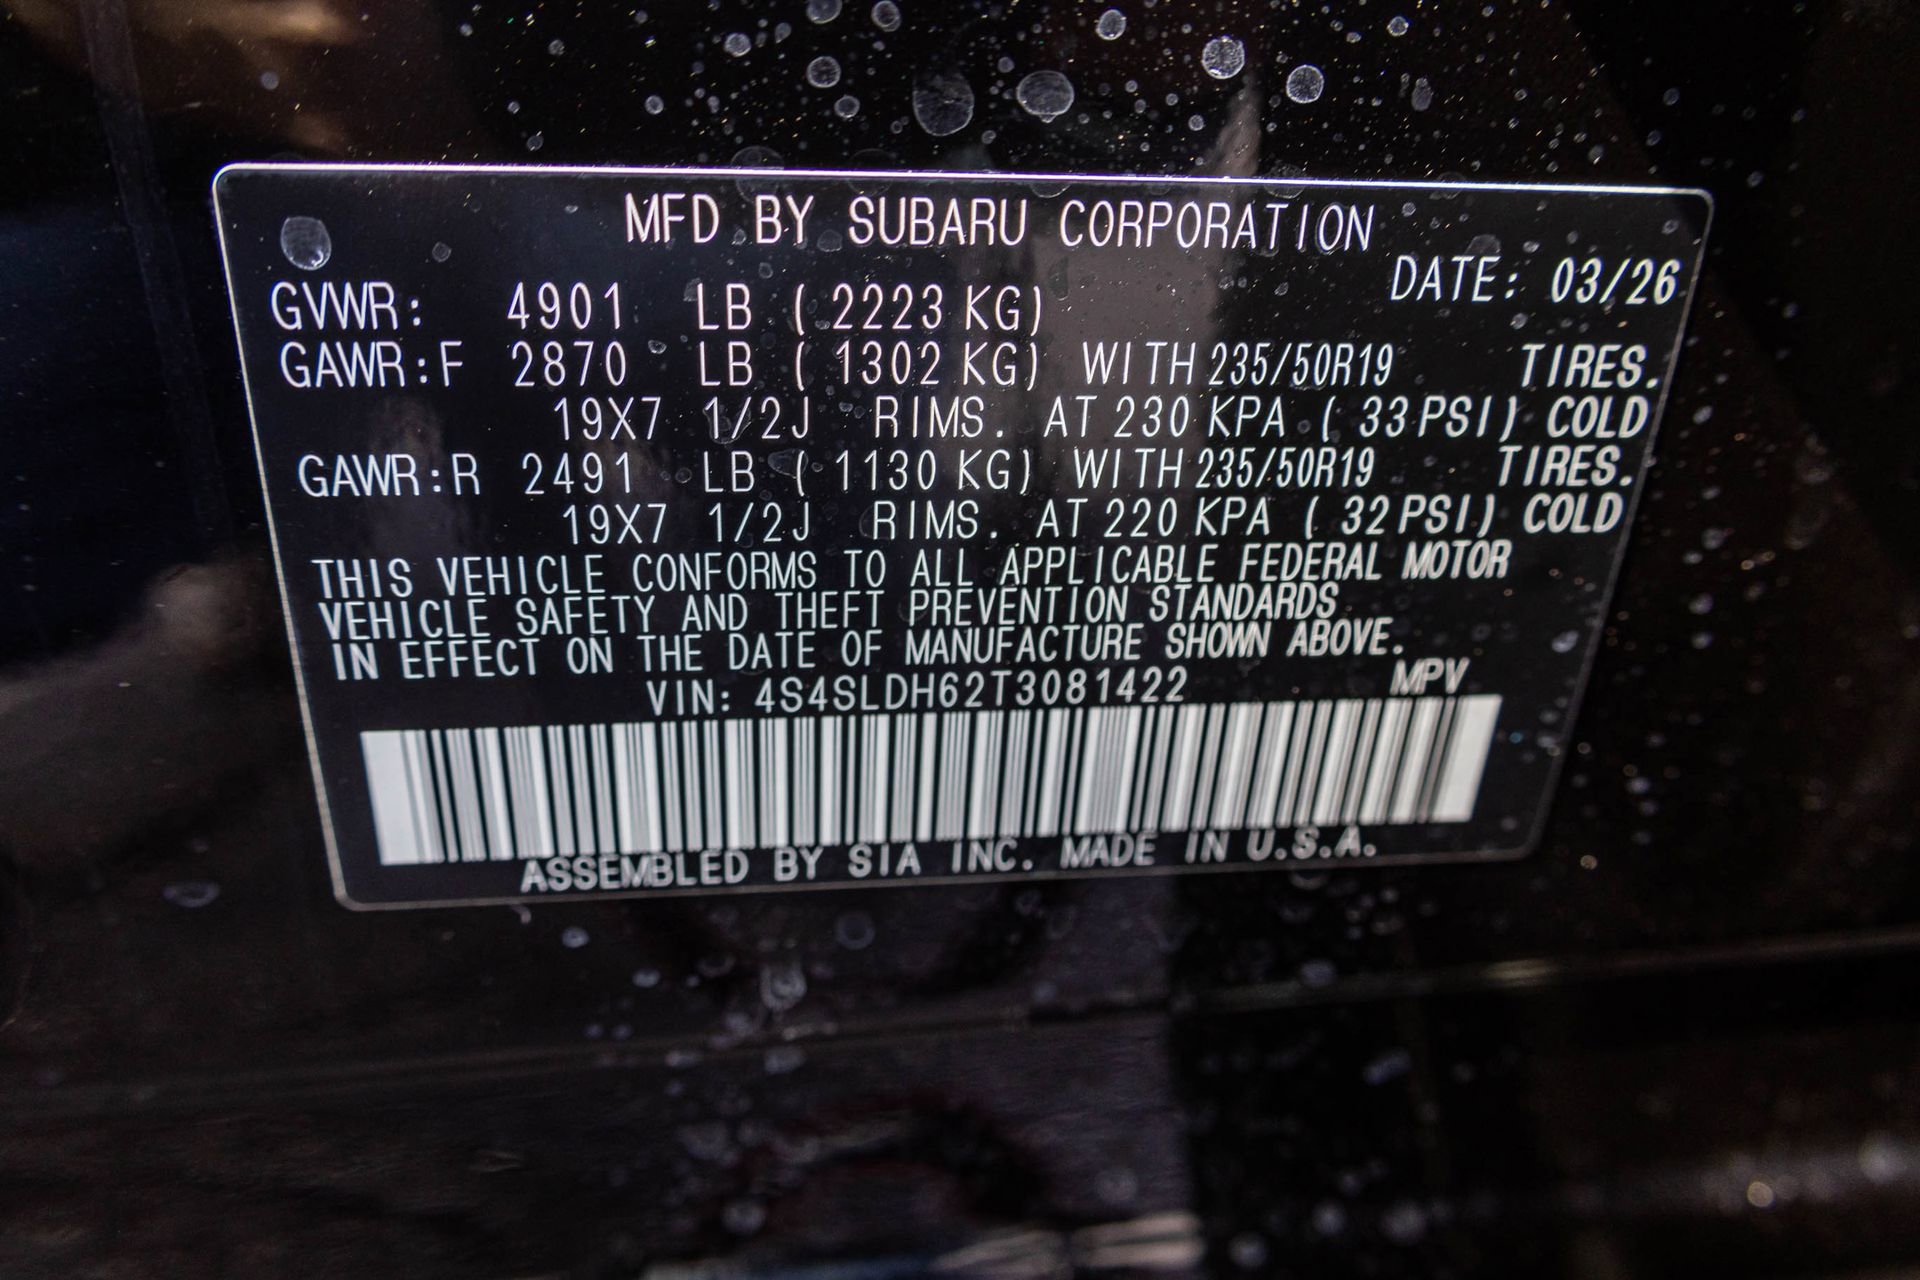 MFD BY SUBARU CORPORATION
DATE: 03/26
GVWR: 4901 LB ( 2223 KG)
GAWR:F 2870 LB ( 1302 KG) WITH 235/50R19 TIRES.
19X7 1/2J RIMS. AT 230 KPA ( 33 PSI) COLD
GAWR:R 2491 LB ( 1130 KG) WITH 235/50R19 TIRES.
19X7 1/2J RIMS. AT 220 KPA ( 32 PSI) COLD
THIS VEHICLE CONFORMS TO ALL APPLICABLE FEDERAL MOTOR
VEHICLE SAFETY AND THEFT PREVENTION STANDARDS
IN EFFECT ON THE DATE OF MANUFACTURE SHOWN ABOVE.
VIN: 4S4SLDH62T3081422 MPV
ASSEMBLED BY SIA INC. MADE IN U.S.A.